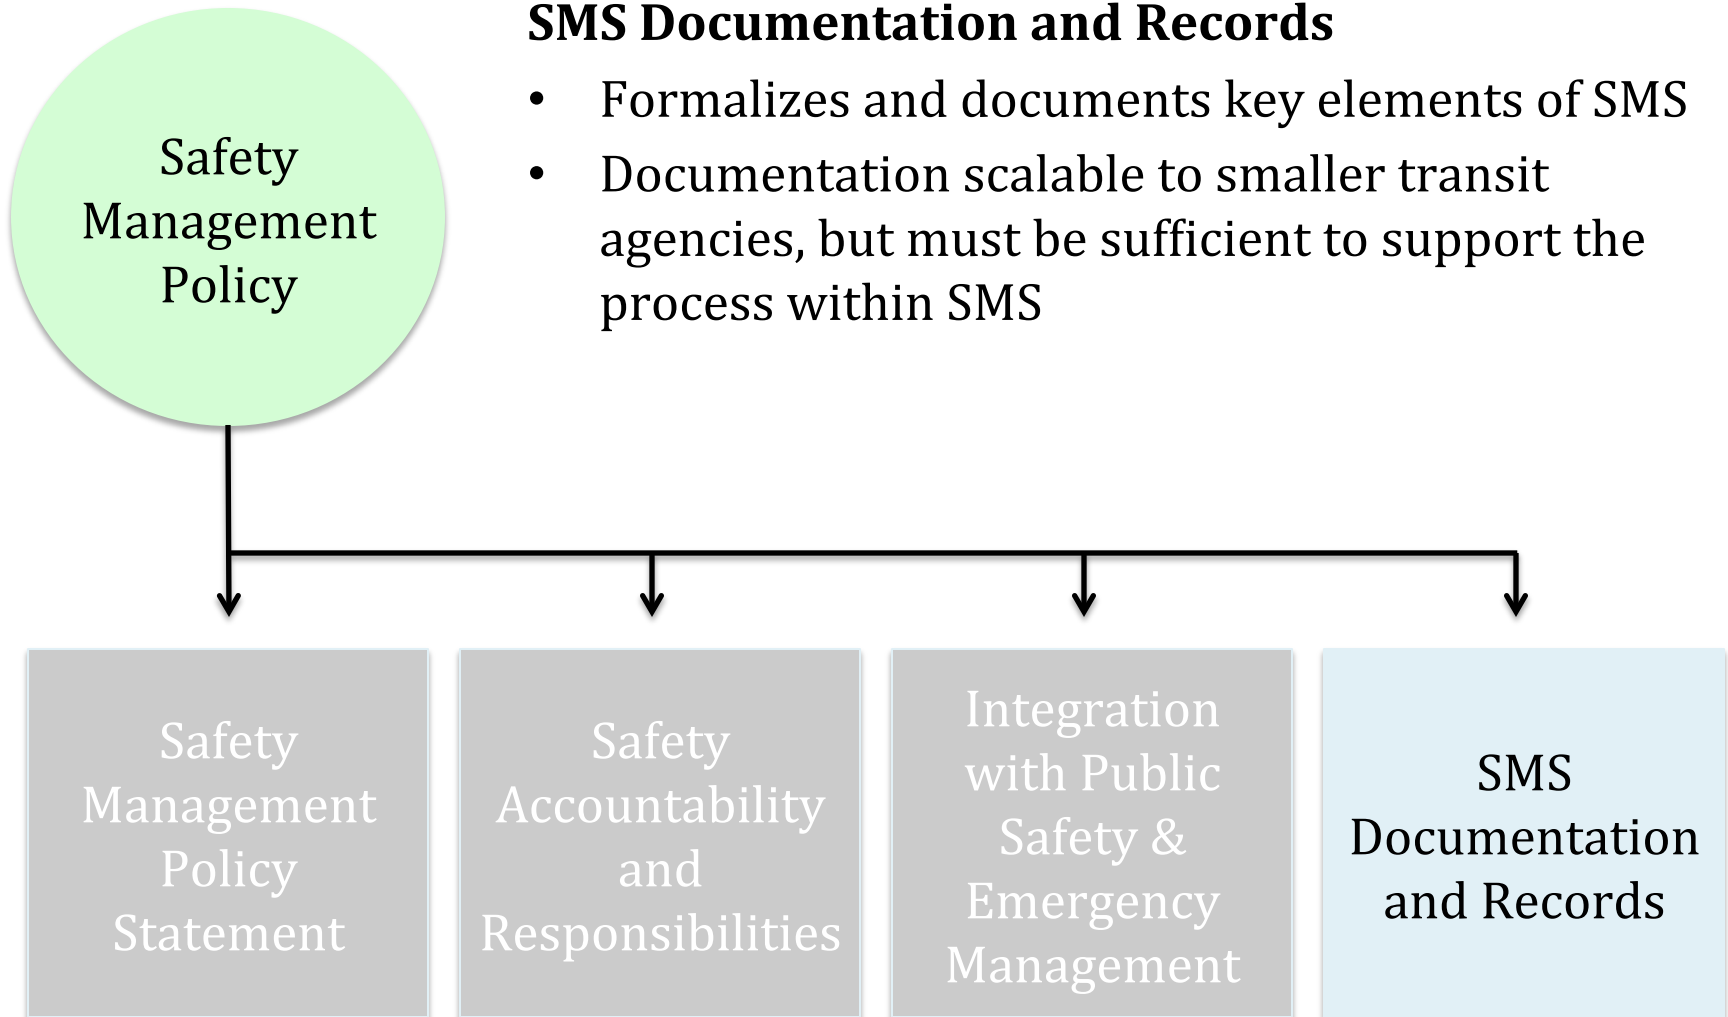 SMS Documentation and Records
• Formalizes and documents key elements of SMS
• Documentation scalable to smaller transit
agencies, but must be sufficient to support the
process within SMS
Safety
Management
Policy
Safety
Management
Policy
Statement
Safety
Accountability
and
Responsibilities
Integration
with Public
Safety &
Emergency
Management
SMS
Documentation
and Records